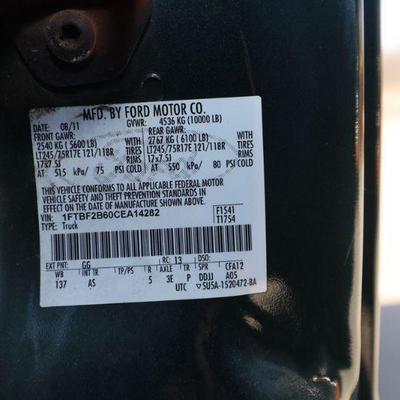 MFD. BY FORD MOTOR CO.
DATE: 08/11 GVWR: 4536 KG (10000 LB)
FRONT GAWR: REAR GAWR:
2540 KG (5600 LB) 2767 KG (6100 LB)
LT245/75R17E 121/118R LT245/75R17E 121/118R
17x7.5J 17x7.5J
AT 515 kPa/ 75 PSI COLD AT 550 kPa/ 80 PSI COLD
THIS VEHICLE CONFORMS TO ALL APPLICABLE FEDERAL MOTOR
VEHICLE SAFETY AND THEFT PREVENTION STANDARDS IN
EFFECT ON THE DATE OF MANUFACTURE SHOWN ABOVE.
VIN: 1FTBF2B60CEA14282 F1541
TYPE: Truck T1754
EXT PNT: GG RC: 13 DSO:
WB INT TR TP/PS R AXLE TR SPR CFA12
137 AS 5 3E P DDJJ A05
UTC 5U5A-1520472-BA